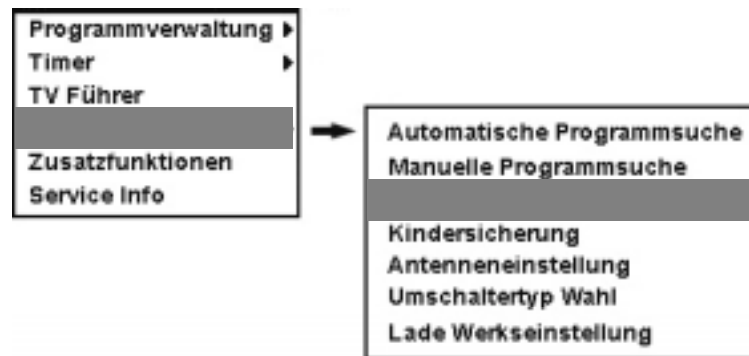 Programmverwaltung
Timer
TV Führer
Zusatzfunktionen
Service Info
Automatische Programmsuche
Manuelle Programmsuche
Kindersicherung
Antenneneinstellung
Umschaltertyp Wahl
Lade Werkseinstellung